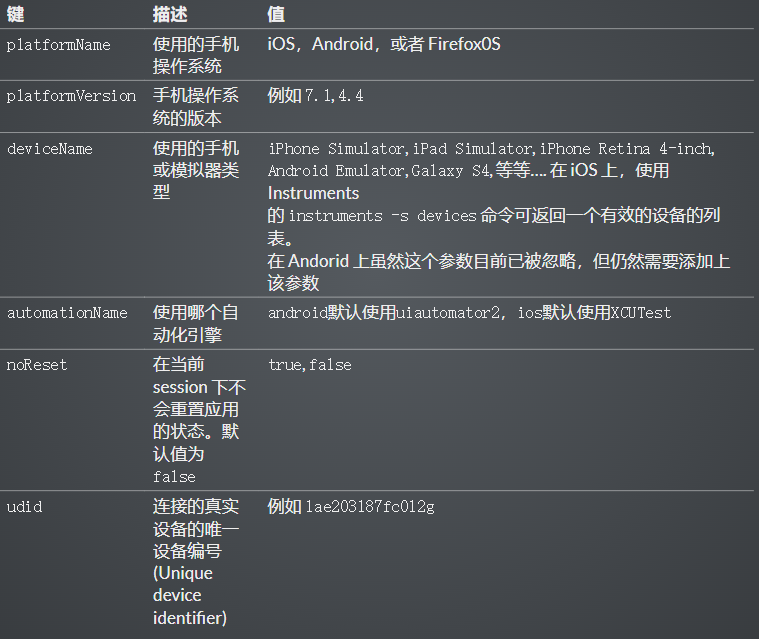 键 描述 值
platformName 使用的手机 iOS，Android，或者 Firefox0S
操作系统
platformVersion 手机操作系 例如 7.1,4.4
统的版本
deviceName 使用的手机 iPhone Simulator,iPad Simulator,iPhone Retina 4-inch,
或模拟器类 Android Emulator,Galaxy S4,等等.... 在 iOS 上，使用
型 Instruments
的 instruments -s devices 命令可返回一个有效的设备的列
表。
在 Andorid 上虽然这个参数目前已被忽略，但仍然需要添加上
该参数
automationName 使用哪个自 android默认使用uiautomator2，ios默认使用XCUTest
动化引擎
noReset 在当前 true,false
session 下不
会重置应用
的状态。默
认值为
false
udid 连接的真实 例如 1ae203187fc012g
设备的唯一
设备编号
(Unique
device
identifier)